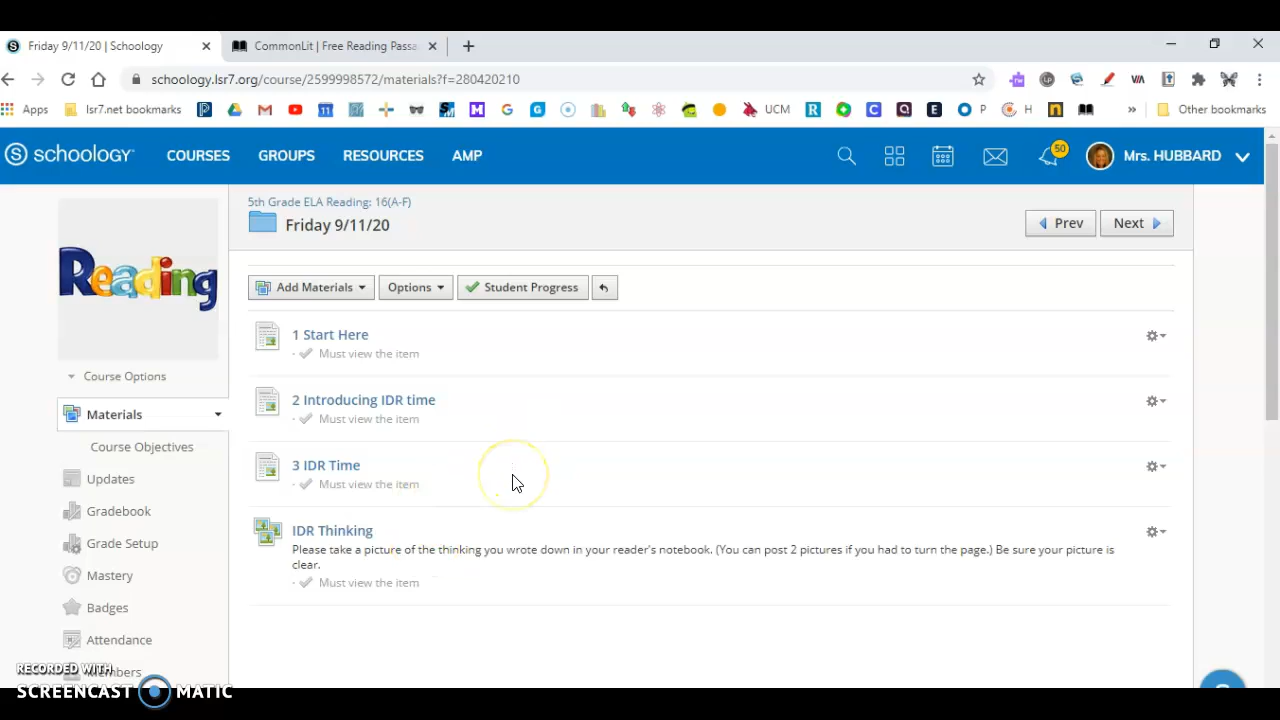 Friday 9/11/20 | Schoology
CommonLit | Free Reading Passa
schoology.lsr7.org/course/2599998572/materials?f=280420210
Apps
lsr7.net bookmarks
UCM
P
H
»
Other bookmarks
schoology
COURSES
GROUPS
RESOURCES
AMP
50
Mrs. HUBBARD
5th Grade ELA Reading: 16(A-F)
Friday 9/11/20
Prev
Next
Reading
Add Materials
Options
Student Progress
1 Start Here
· Must view the item
Course Options
2 Introducing IDR time
· Must view the item
Materials
Course Objectives
3 IDR Time
· Must view the item
Updates
Gradebook
IDR Thinking
Please take a picture of the thinking you wrote down in your reader's notebook. (You can post 2 pictures if you had to turn the page.) Be sure your picture is
clear.
· Must view the item
Grade Setup
Mastery
Badges
Attendance
Members
RECORDED WITH
SCREENCAST MATIC